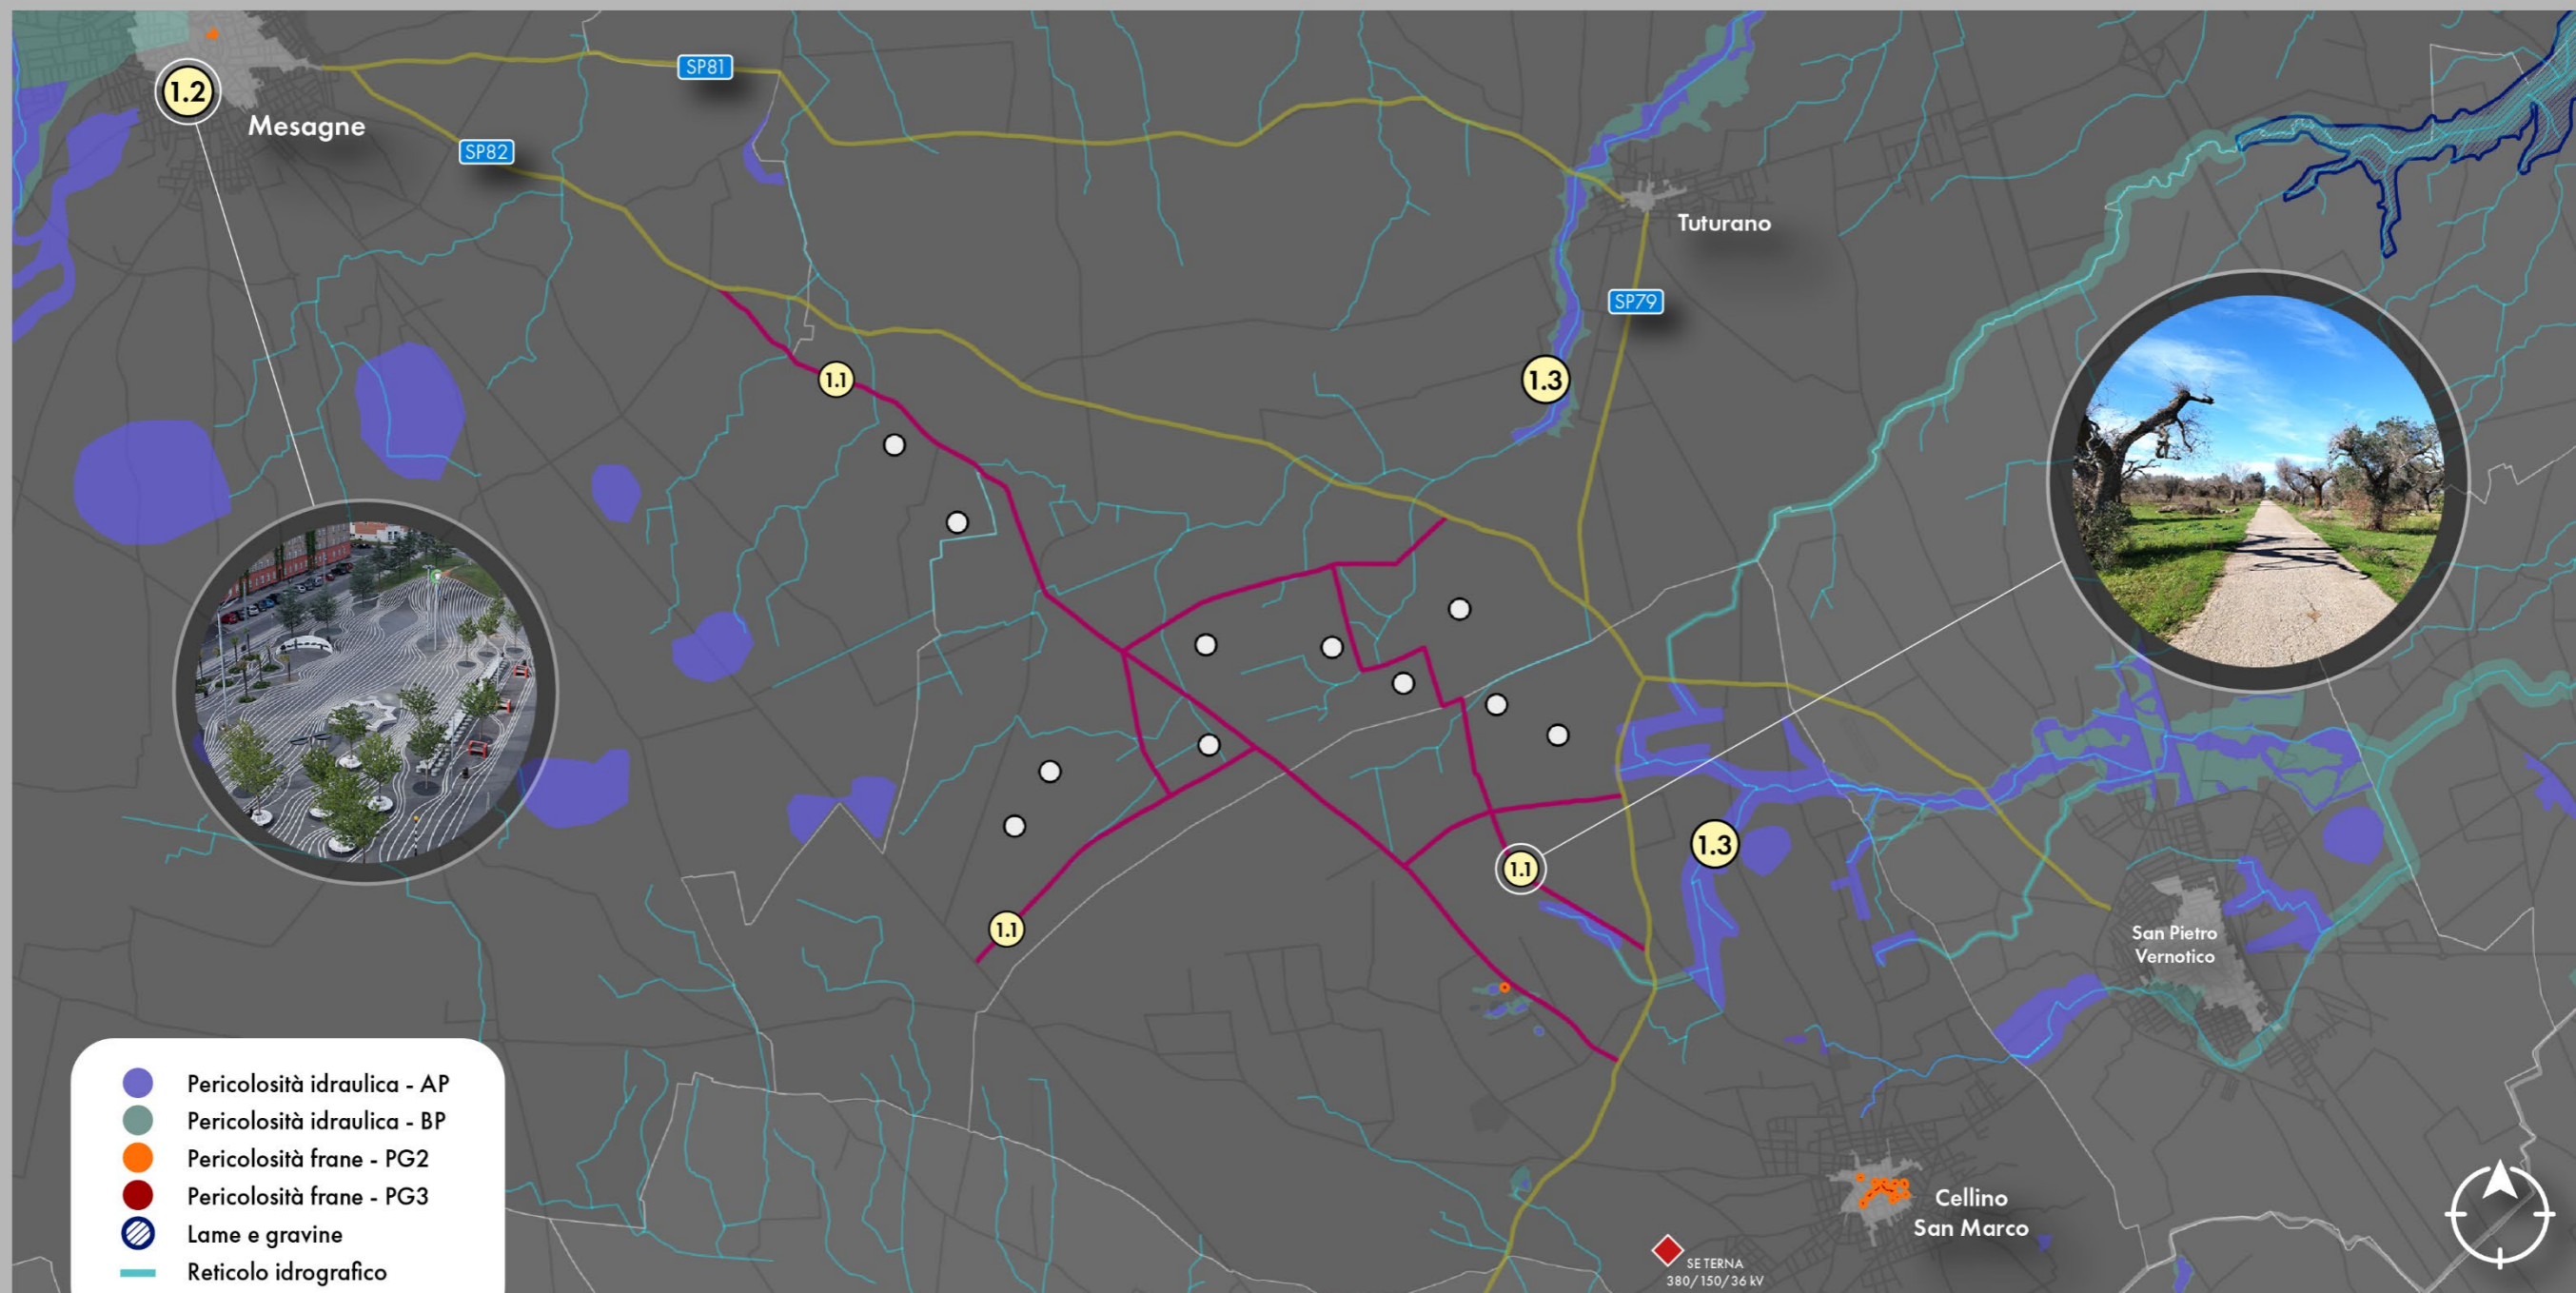 SP81
1.2
Mesagne
SP82
Tuturano
SP79
1.1
1.3
1.3
1.1
1.1
San Pietro
Vernotico
Pericolosità idraulica - AP
Pericolosità idraulica - BP
Pericolosità frane - PG2
Pericolosità frane - PG3
Lame e gravine
Reticolo idrografico
Cellino
San Marco
SE TERNA
380/150/36 kV